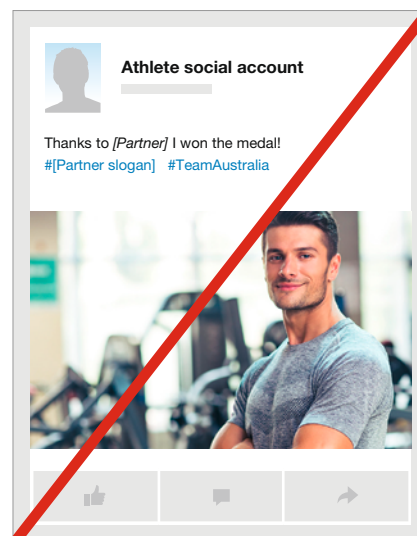 Athlete social account
Thanks to [Partner] I won the medal!
#[Partner slogan] #TeamAustralia